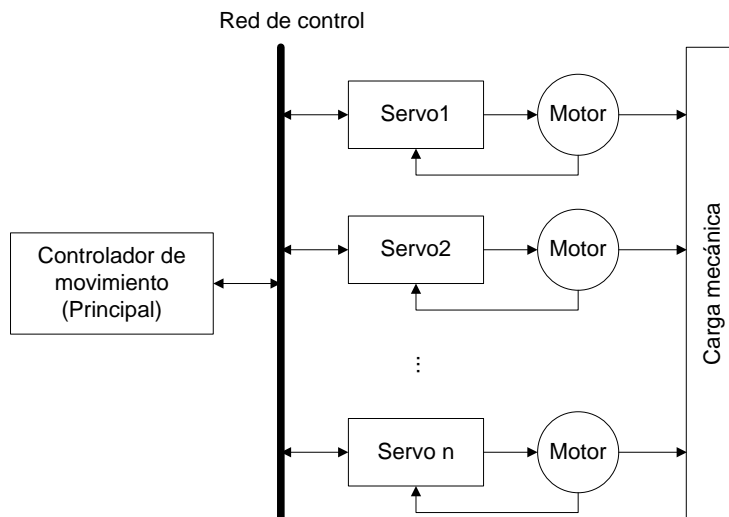 Red de control
Servo1
Motor
Servo2
Motor
Controlador de
movimiento
(Principal)
...
Servo n
Motor
Carga mecánica